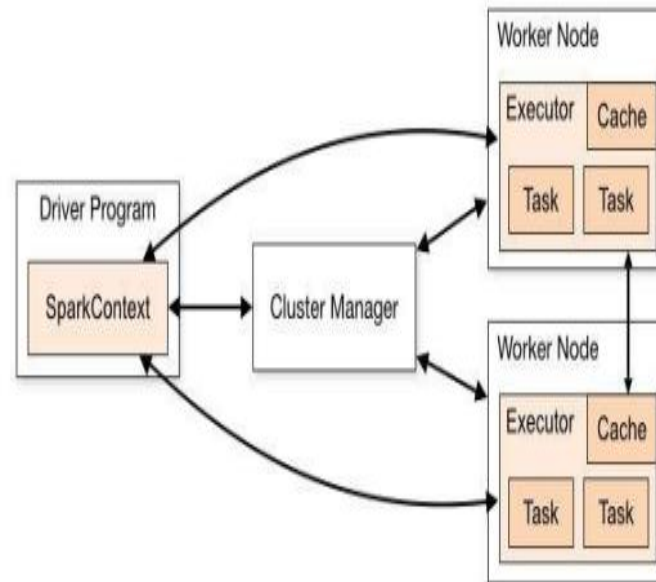 Driver Program
SparkContext
Cluster Manager
Worker Node
Executor
Cache
Task
Task
Worker Node
Executor
Cache
Task
Task